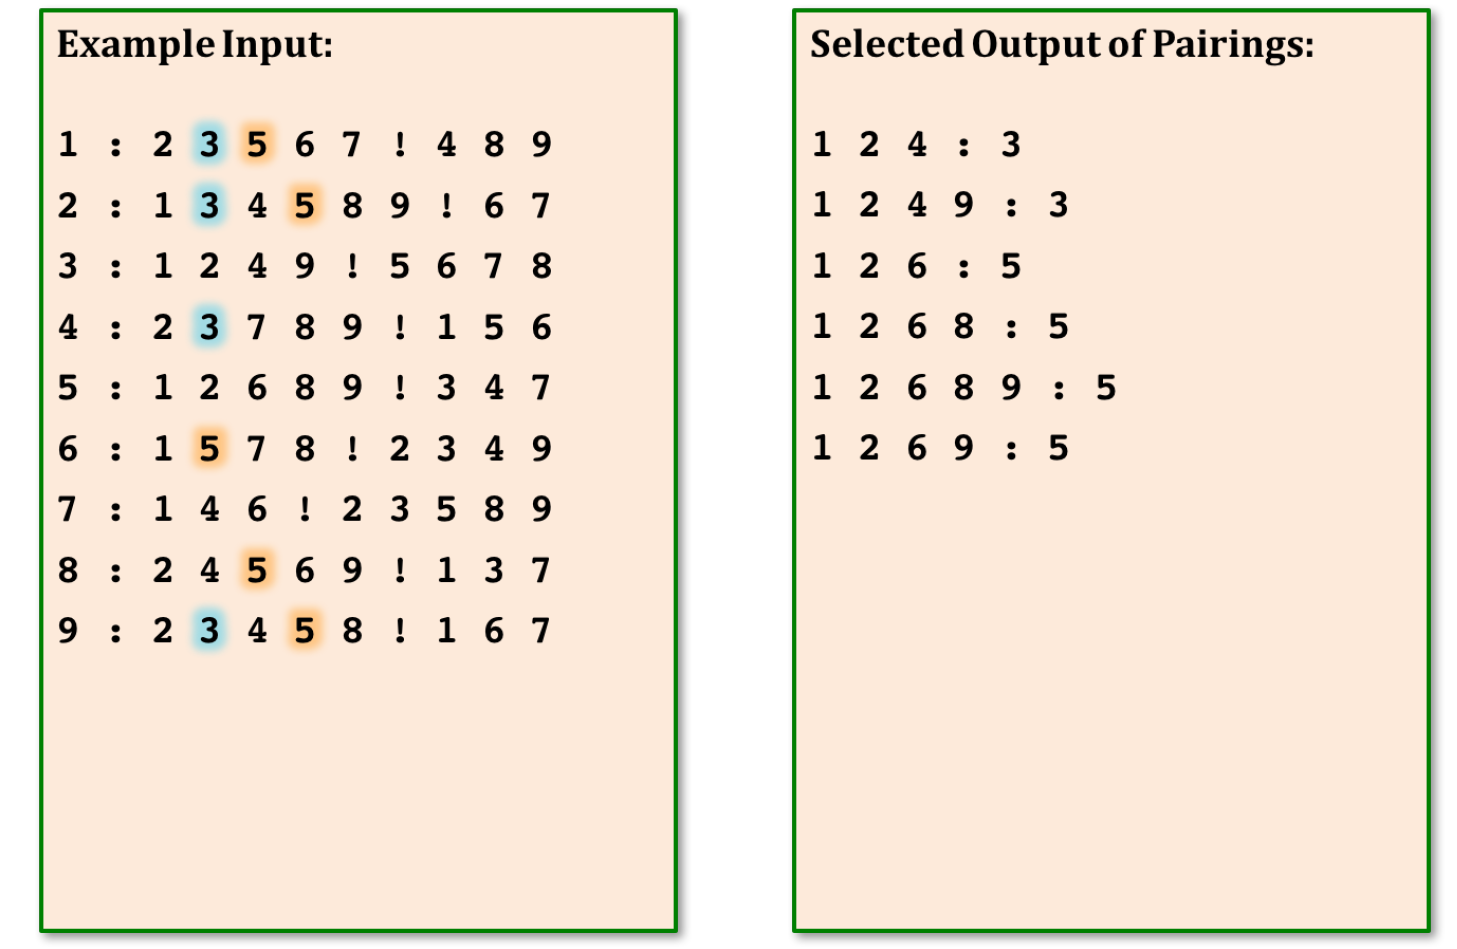 Example Input:
1 : 2 3 5 6 7 ! 4 8 9
2 : 1 3 4 5 8 9 ! 6 7
3 : 1 2 4 9 ! 5 6 7 8
4 : 2 3 7 8 9 ! 1 5 6
5 : 1 2 6 8 9 ! 3 4 7
6 : 1 5 7 8 ! 2 3 4 9
7 : 1 4 6 ! 2 3 5 8 9
8 : 2 4 5 6 9 ! 1 3 7
9 : 2 3 4 5 8 ! 1 6 7
Selected Output of Pairings:
1 2 4 : 3
1 2 4 9 : 3
1 2 6 : 5
1 2 6 8 : 5
1 2 6 8 9 : 5
1 2 6 9 : 5